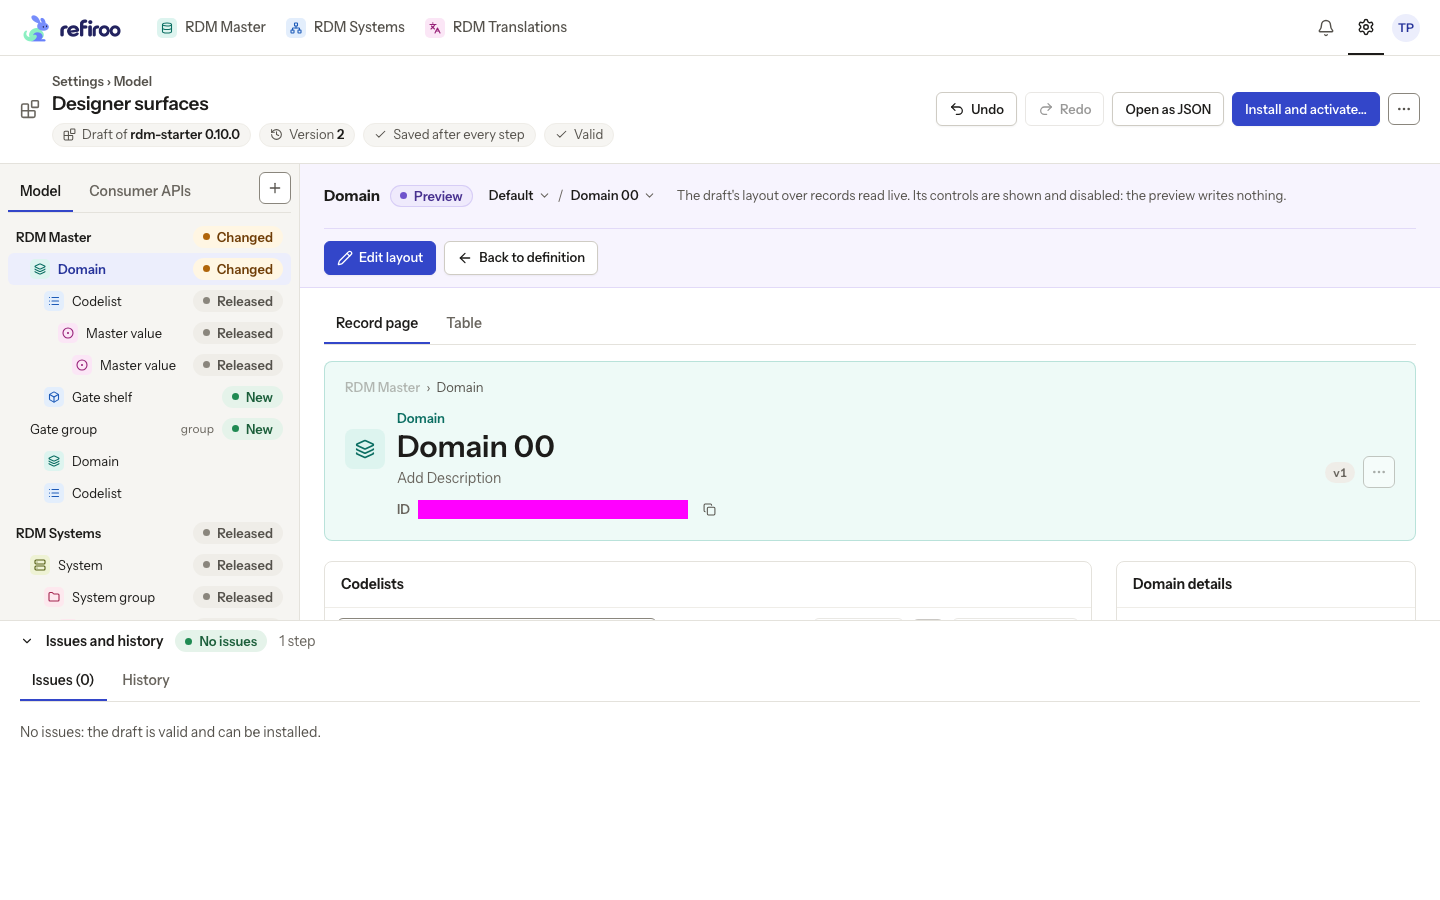 refiroo
RDM Master
RDM Systems
RDM Translations
TP
Settings › Model
Designer surfaces
Draft of rdm-starter 0.10.0
Version 2
Saved after every step
Valid
Undo
Redo
Open as JSON
Install and activate...
Model
Consumer APIs
RDM Master Changed
Domain Changed
Codelist Released
Master value Released
Master value Released
Gate shelf New
Gate group group New
Domain
Codelist
RDM Systems Released
System Released
System group Released
Domain Preview Default / Domain 00 The draft's layout over records read live. Its controls are shown and disabled: the preview writes nothing.
Edit layout
Back to definition
Record page
Table
RDM Master › Domain
Domain
Domain 00
Add Description
v1
ID
Codelists
Domain details
Issues and history No issues 1 step
Issues (0)
History
No issues: the draft is valid and can be installed.